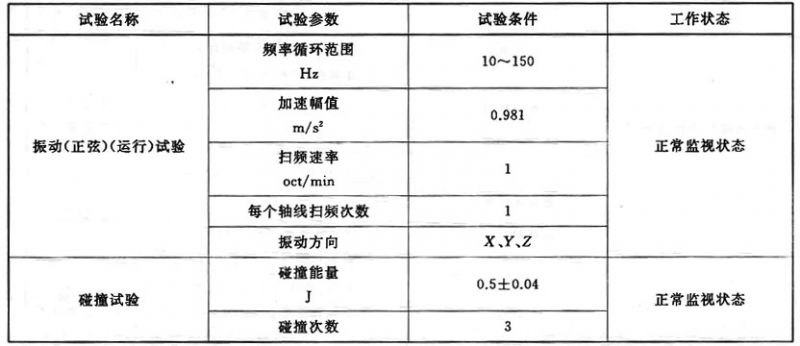 试验名称 试验参数 试验条件 工作状态
振动(正弦)(运行)试验 频率循环范围
Hz 10～150 正常监视状态
加速幅值
m/s² 0.981
扫频速率
oct/min 1
每个轴线扫频次数 1
振动方向 X、Y、Z
碰撞试验 碰撞能量
J 0.5±0.04 正常监视状态
碰撞次数 3